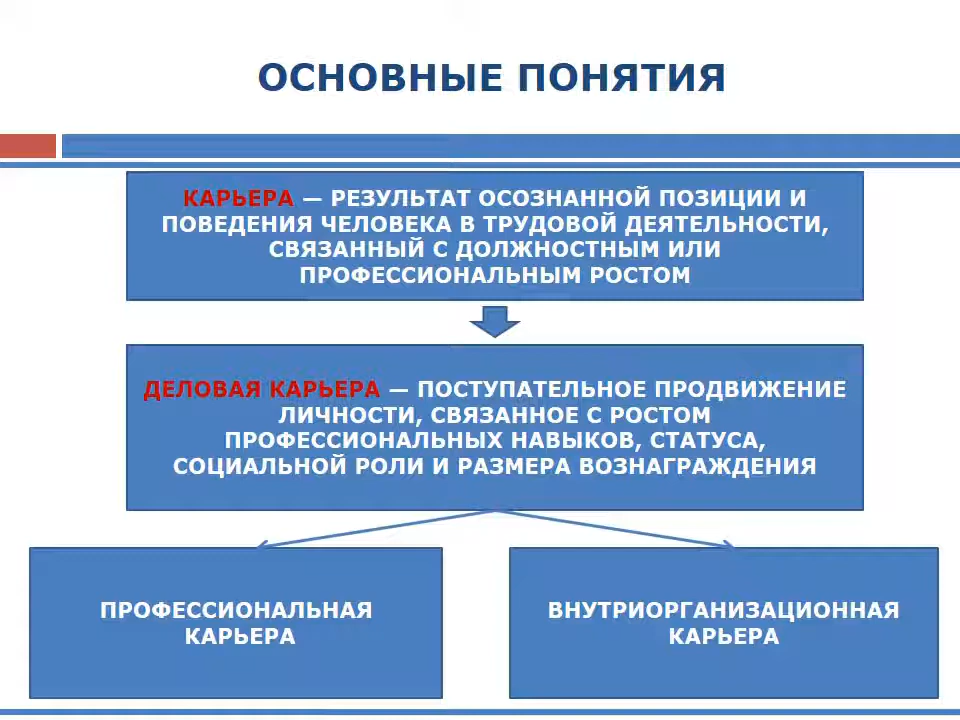 ОСНОВНЫЕ ПОНЯТИЯ
КАРЬЕРА — РЕЗУЛЬТАТ ОСОЗНАННОЙ ПОЗИЦИИ И
ПОВЕДЕНИЯ ЧЕЛОВЕКА В ТРУДОВОЙ ДЕЯТЕЛЬНОСТИ,
СВЯЗАННЫЙ С ДОЛЖНОСТНЫМ ИЛИ
ПРОФЕССИОНАЛЬНЫМ РОСТОМ
ДЕЛОВАЯ КАРЬЕРА — ПОСТУПАТЕЛЬНОЕ ПРОДВИЖЕНИЕ
ЛИЧНОСТИ, СВЯЗАННОЕ С РОСТОМ
ПРОФЕССИОНАЛЬНЫХ НАВЫКОВ, СТАТУСА,
СОЦИАЛЬНОЙ РОЛИ И РАЗМЕРА ВОЗНАГРАЖДЕНИЯ
ПРОФЕССИОНАЛЬНАЯ
КАРЬЕРА
ВНУТРИОРГАНИЗАЦИОННАЯ
КАРЬЕРА